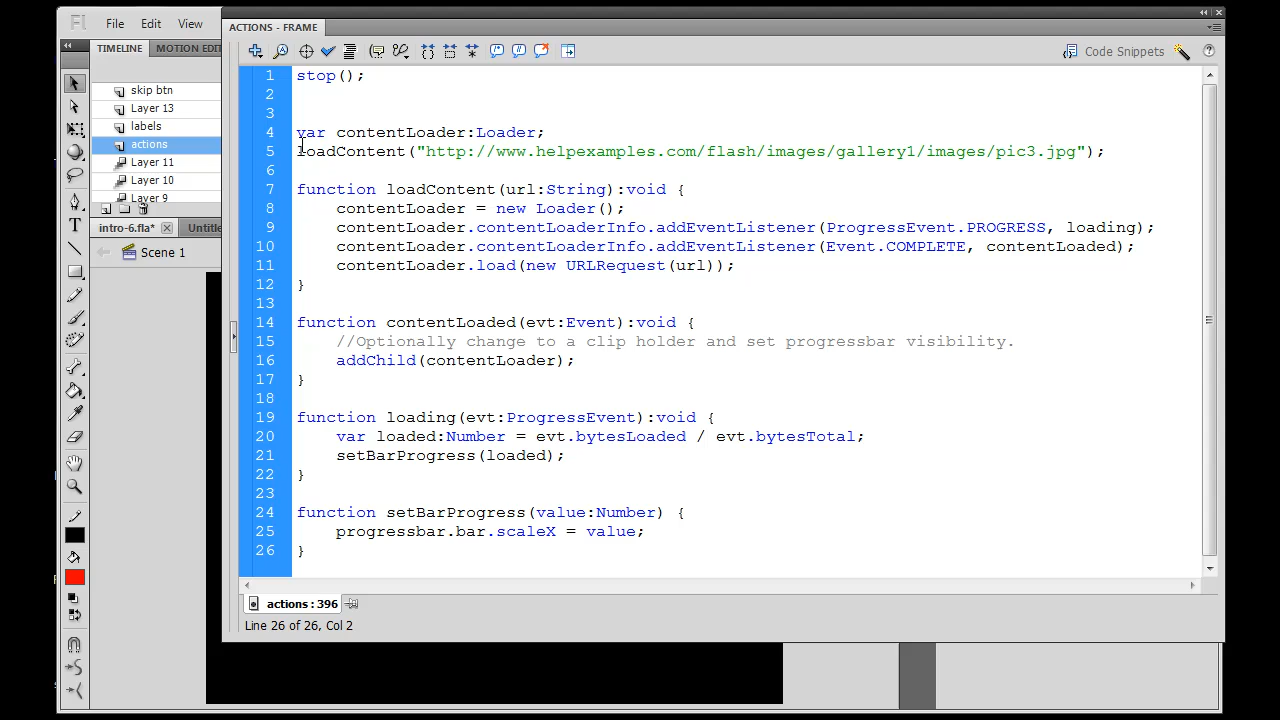 Fl File Edit View
TIMELINE MOTION EDIT
skip btn
Layer 13
labels
actions
Layer 11
Layer 10
Layer 9
intro-6.fla* Untitle
Scene 1
ACTIONS - FRAME
Code Snippets
1 stop();
2
3
4 var contentLoader:Loader;
5 loadContent("http://www.helpexamples.com/flash/images/gallery1/images/pic3.jpg");
6
7 function loadContent(url:String):void {
8 contentLoader = new Loader();
9 contentLoader.contentLoaderInfo.addEventListener(ProgressEvent.PROGRESS, loading);
10 contentLoader.contentLoaderInfo.addEventListener(Event.COMPLETE, contentLoaded);
11 contentLoader.load(new URLRequest(url));
12 }
13
14 function contentLoaded(evt:Event):void {
15 //Optionally change to a clip holder and set progressbar visibility.
16 addChild(contentLoader);
17 }
18
19 function loading(evt:ProgressEvent):void {
20 var loaded:Number = evt.bytesLoaded / evt.bytesTotal;
21 setBarProgress(loaded);
22 }
23
24 function setBarProgress(value:Number) {
25 progressbar.bar.scaleX = value;
26 }
actions:396
Line 26 of 26, Col 2